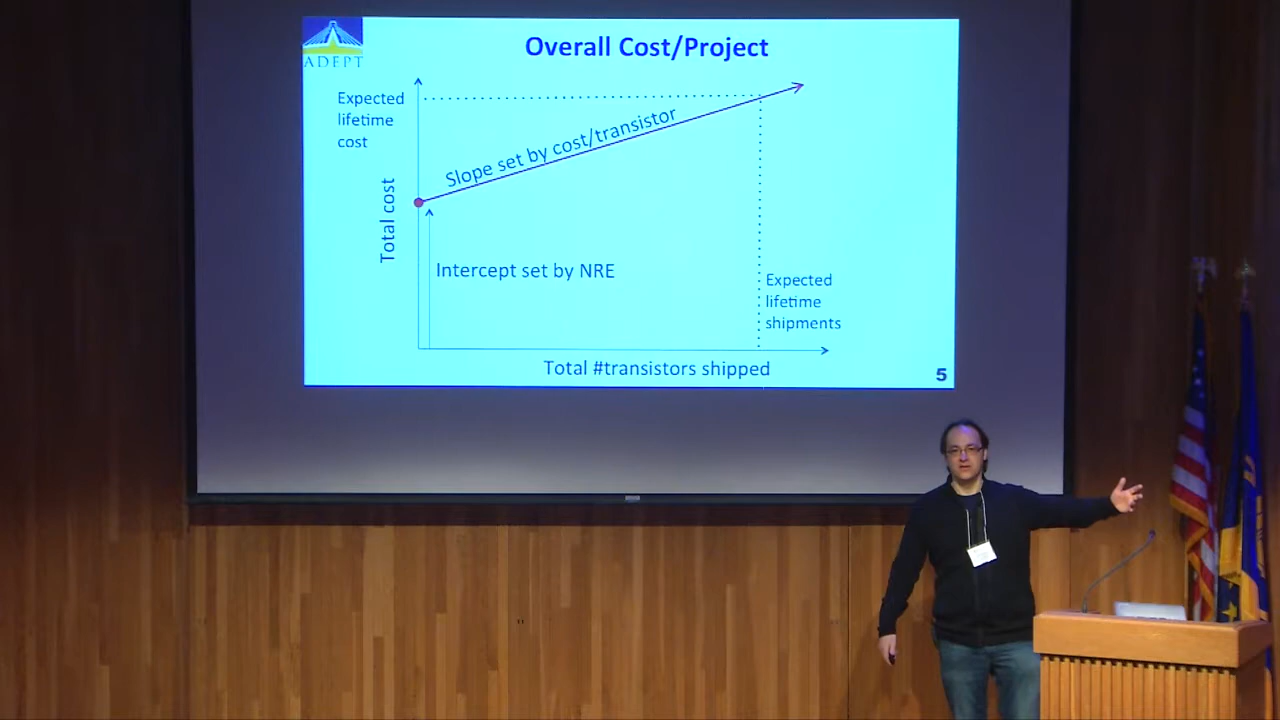 ADEPT
Overall Cost/Project
Expected
lifetime
cost
Slope set by cost/transistor
Total cost
Intercept set by NRE
Expected
lifetime
shipments
Total #transistors shipped
5